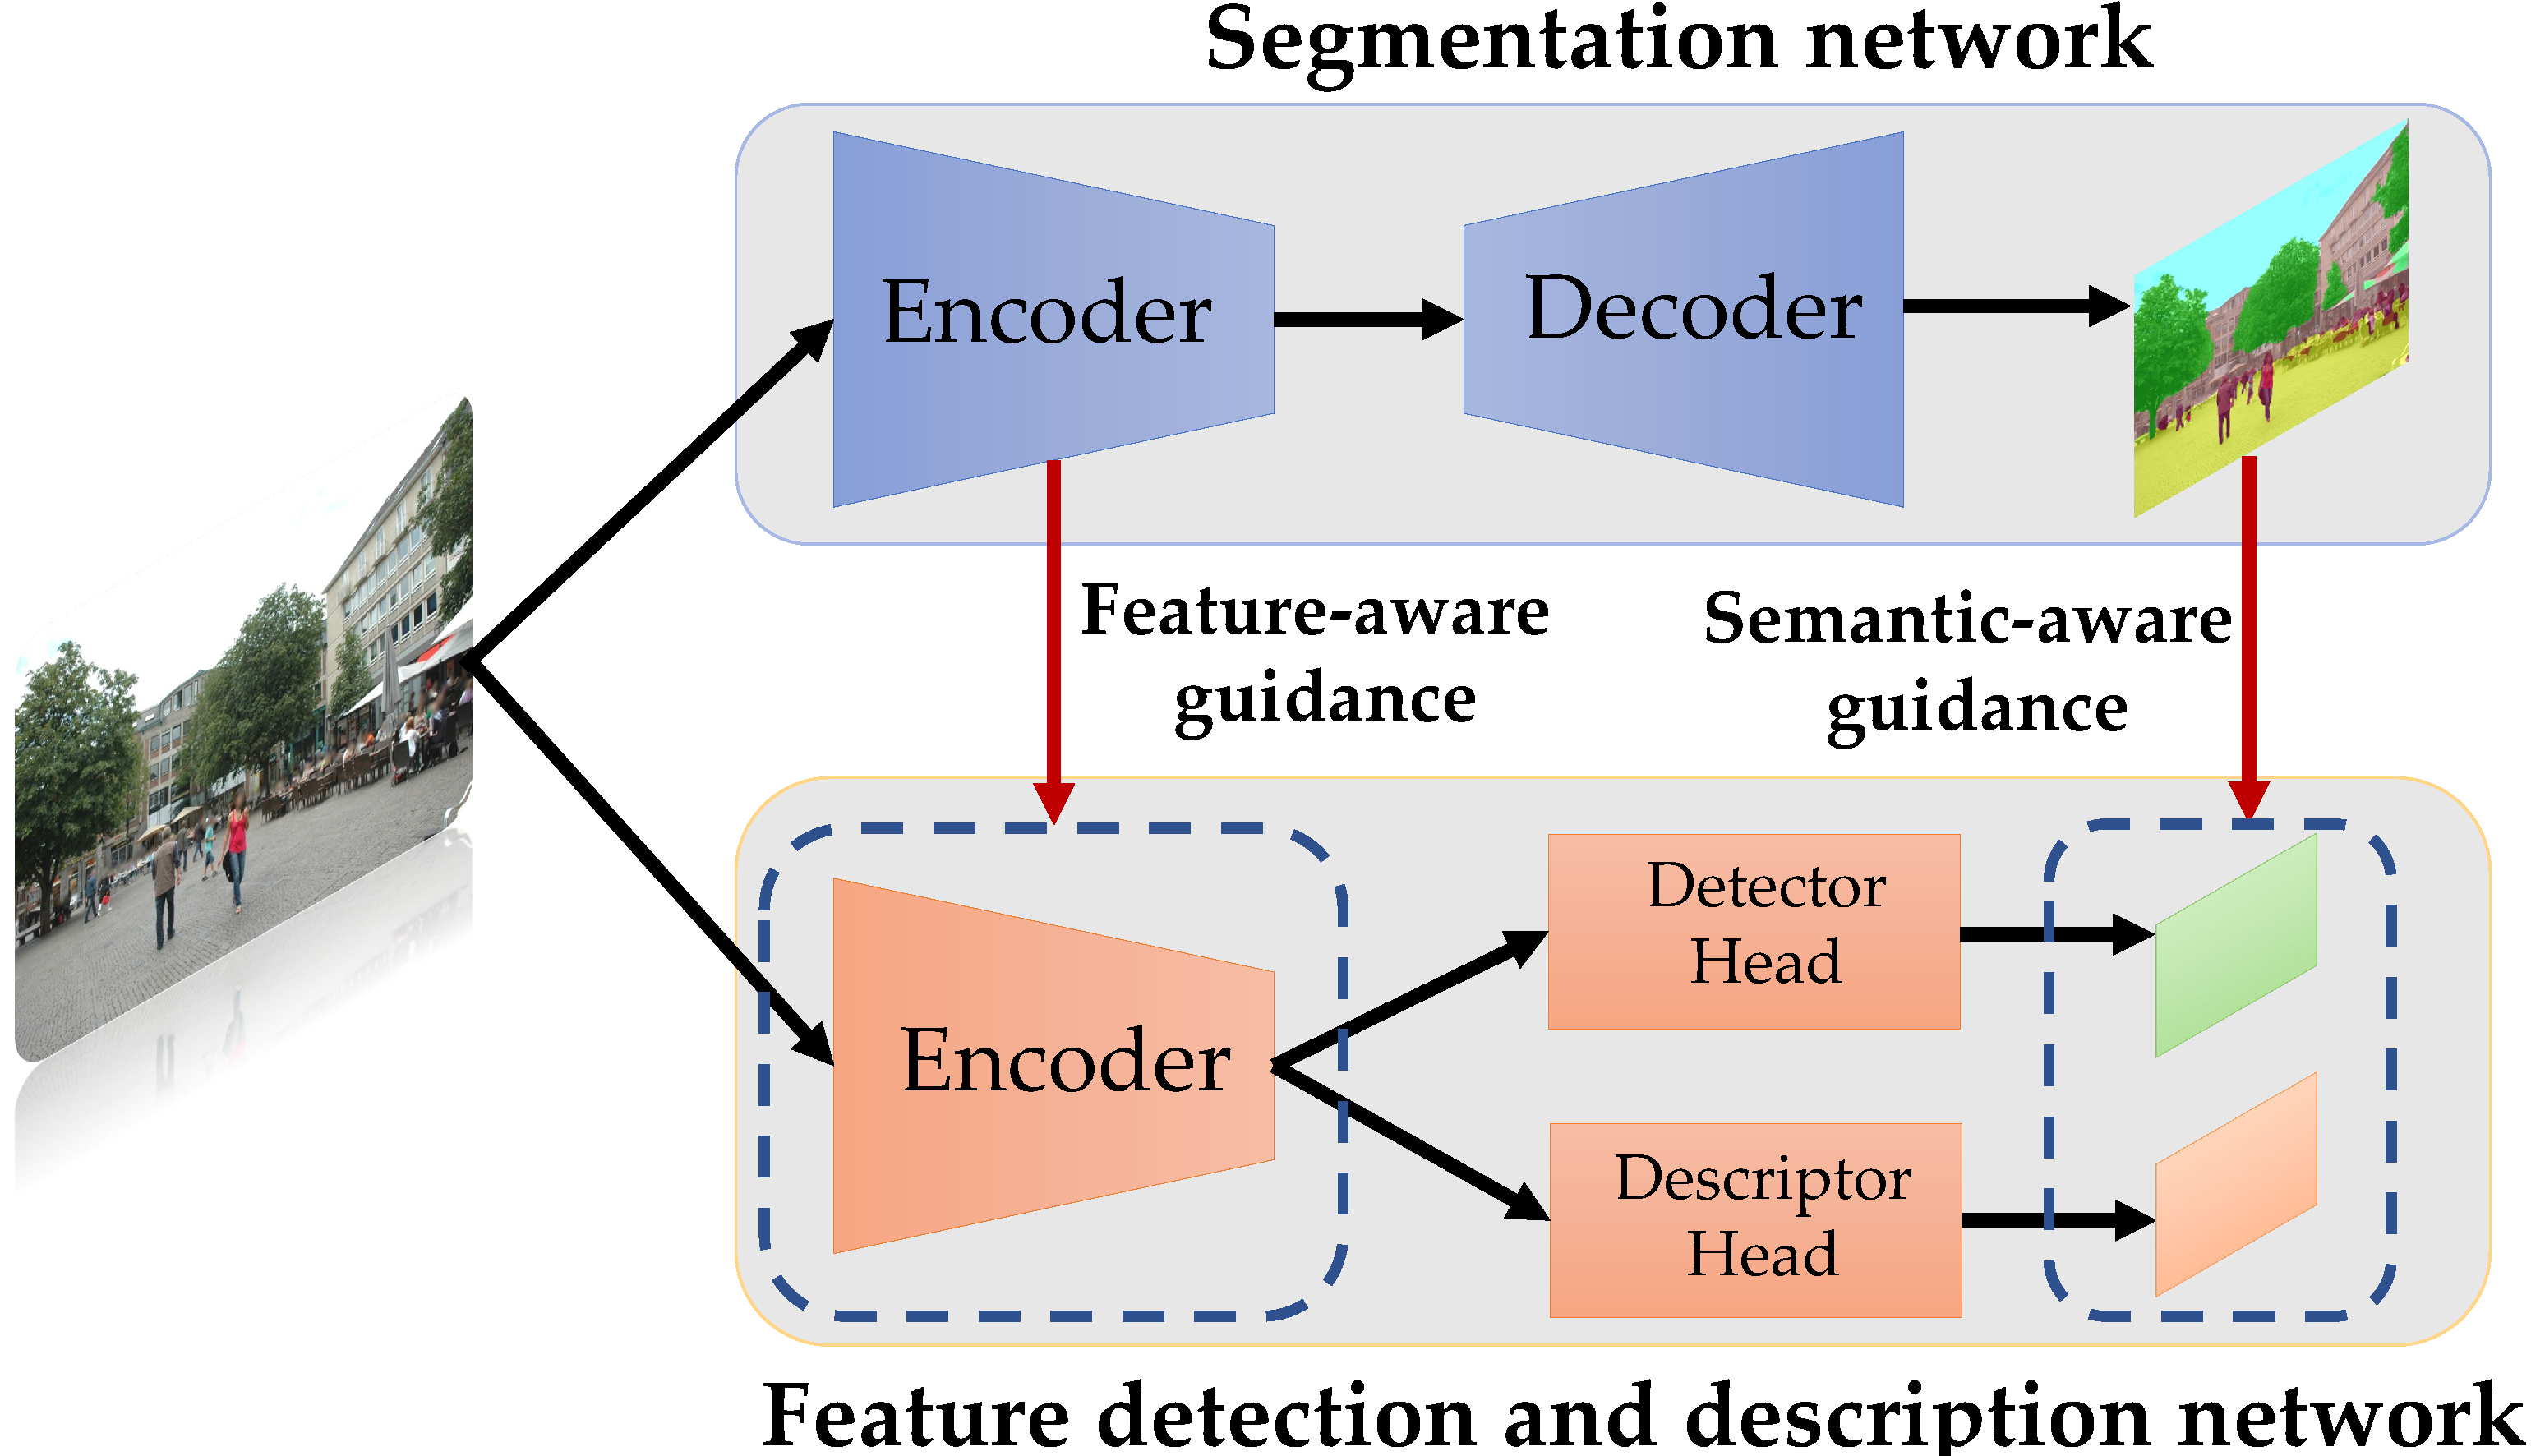 Segmentation network
Encoder
Decoder
Feature-aware
guidance
Semantic-aware
guidance
Encoder
Detector
Head
Descriptor
Head
Feature detection and description network